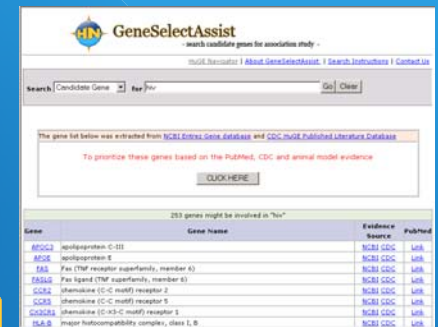 HN GeneSelectAssist
- search candidate genes for association study -
HuGE Navigator | About GeneSelectAssist | Search Instructions | Contact Us
Search Candidate Gene for hiv Go Clear
The gene list below was extracted from NCBI Entrez Gene database and CDC HuGE Published Literature Database
To prioritize these genes based on the PubMed, CDC and animal model evidence
CLICK HERE
253 genes might be involved in "hiv"
Gene Gene Name Evidence Source PubMed
APOC3 apolipoprotein C-III NCBI CDC Link
APOE apolipoprotein E NCBI CDC Link
FAS Fas (TNF receptor superfamily, member 6) NCBI CDC Link
FASLG Fas ligand (TNF superfamily, member 6) NCBI CDC Link
CCR2 chemokine (C-C motif) receptor 2 NCBI CDC Link
CCR5 chemokine (C-C motif) receptor 5 NCBI CDC Link
CX3CR1 chemokine (C-X3-C motif) receptor 1 NCBI CDC Link
HLA-B major histocompatibility complex, class I, B NCBI CDC Link